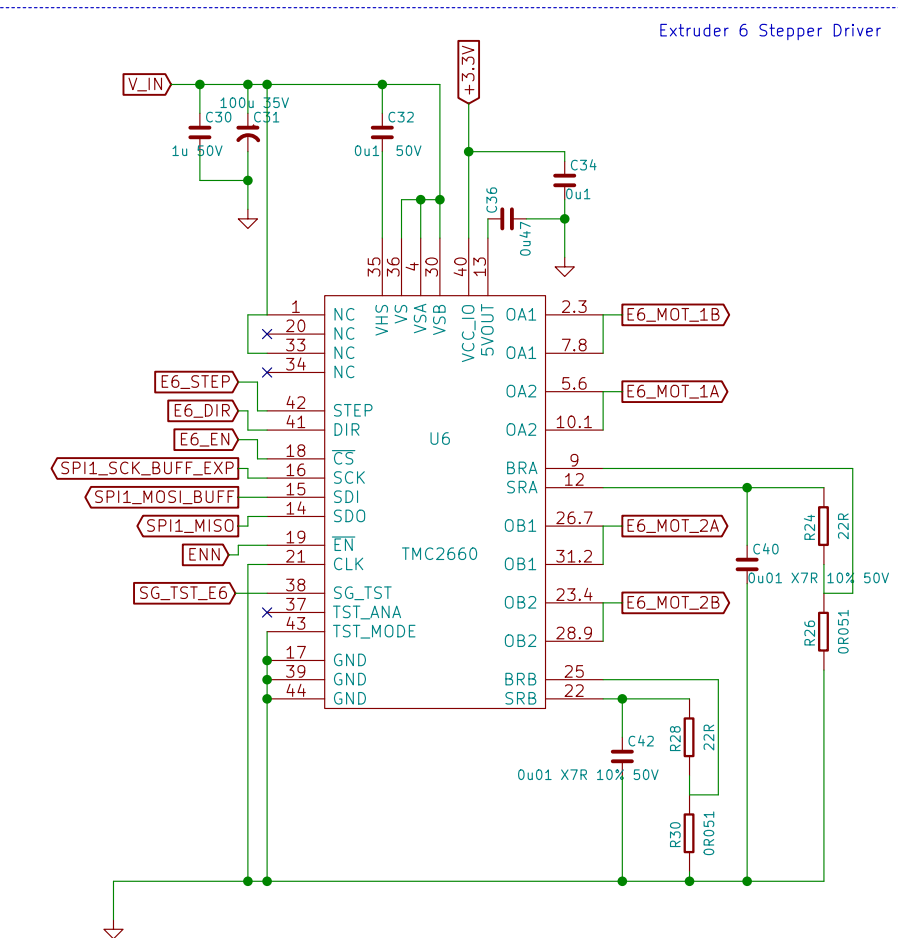 Extruder 6 Stepper Driver
+3.3V
V_IN
100u 35V
C30
C31
1u 50V
C32
0u1 50V
C34
0u1
C36
0u47
35
36
4
30
40
13
VHS
VS
VSA
VSB
VCC_IO
5VOUT
1
NC
20
NC
33
NC
34
NC
E6_STEP
42
STEP
E6_DIR
41
DIR
E6_EN
18
CS
SPI1_SCK_BUFF_EXP
16
SCK
SPI1_MOSI_BUFF
15
SDI
SPI1_MISO
14
SDO
ENN
19
EN
21
CLK
SG_TST_E6
38
SG_TST
37
TST_ANA
43
TST_MODE
17
GND
39
GND
44
GND
U6
TMC2660
OA1
2.3
E6_MOT_1B
OA1
7.8
OA2
5.6
E6_MOT_1A
OA2
10.1
BRA
9
SRA
12
OB1
26.7
E6_MOT_2A
OB1
31.2
OB2
23.4
E6_MOT_2B
OB2
28.9
BRB
25
SRB
22
R24
22R
C40
0u01 X7R 10% 50V
R26
0R051
C42
0u01 X7R 10% 50V
R28
22R
R30
0R051